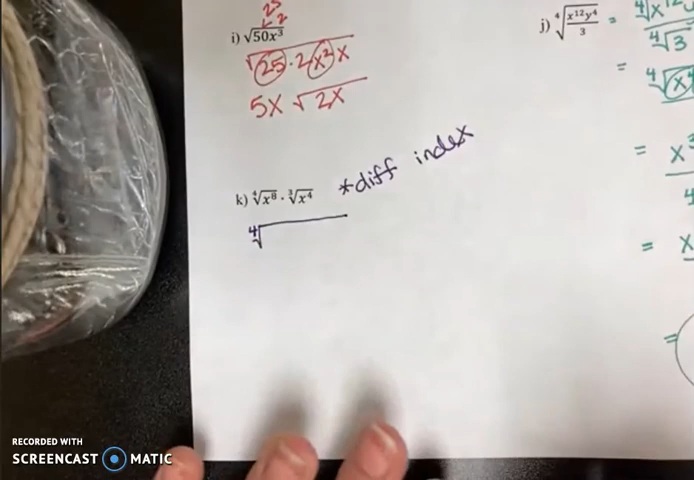 25
2
i) √50x³
√25 · 2 x² x
5x √2x
j) ⁴√x¹²y⁴/3 =
⁴√3
=
=
x³
4
= x
=
k) ⁴√x⁸ · ³√x⁴ *diff index
⁴√
RECORDED WITH
SCREENCAST MATIC